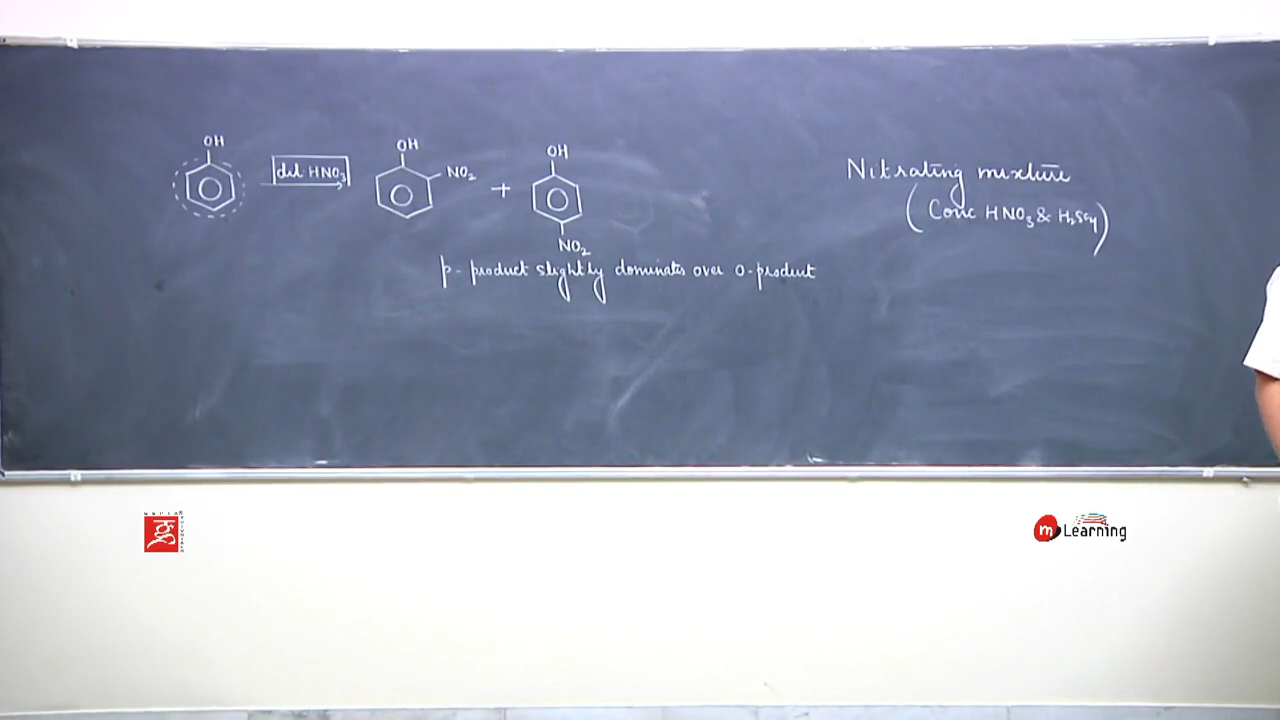 OH
dil HNO₃
OH
NO₂
+
OH
NO₂
p- product slightly dominates over o-product
Nitrating mixture
(Conc HNO₃ & H₂SO₄)
m Learning